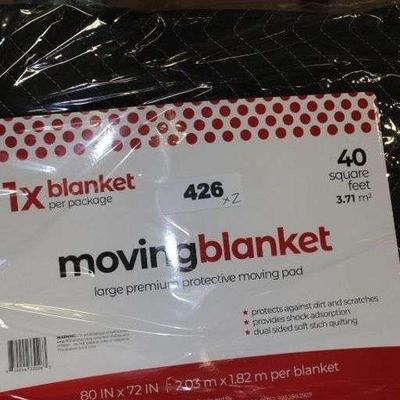 1x blanket
per package
426
x2
40
square
feet
3.71 m²
movingblanket
large premium protective moving pad
• protects against dirt and scratches
• provides shock adsorption
• dual sided soft stich quilting
WARNING:
80 IN x 72 IN 2.03 m x 1.82 m per blanket